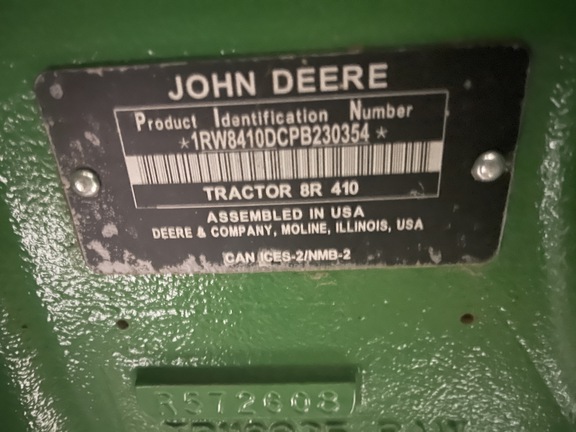 JOHN DEERE
Product Identification Number
*1RW8410DCPB230354*
TRACTOR 8R 410
ASSEMBLED IN USA
DEERE & COMPANY, MOLINE, ILLINOIS, USA
CAN ICES-2/NMB-2
R572608